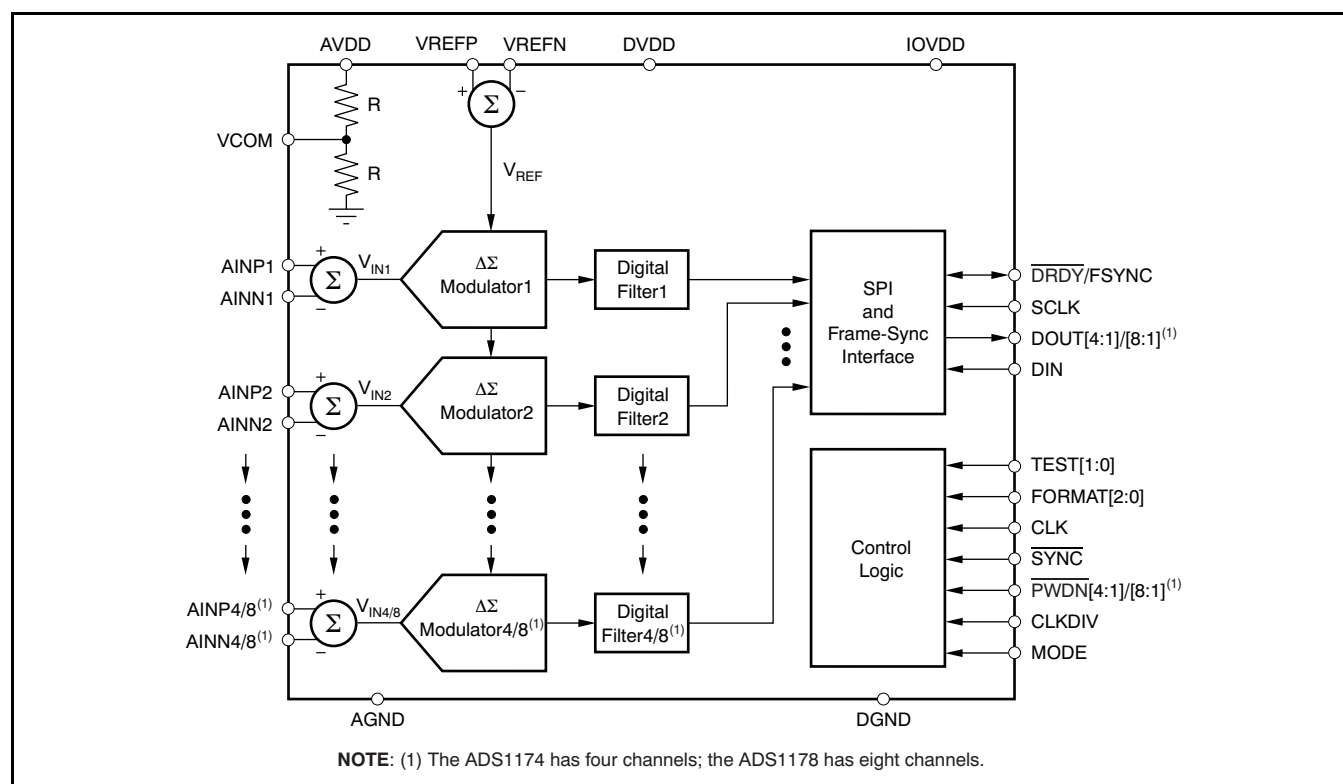 AVDD
VREFP
VREFN
DVDD
IOVDD
R
+
Σ
−
VCOM
R
VREF
AINP1
AINN1
+
Σ
−
VIN1
ΔΣ
Modulator1
Digital
Filter1
SPI
and
Frame-Sync
Interface
DRDY/FSYNC
SCLK
DOUT[4:1]/[8:1](1)
DIN
AINP2
AINN2
+
Σ
−
VIN2
ΔΣ
Modulator2
Digital
Filter2
Control
Logic
TEST[1:0]
FORMAT[2:0]
CLK
SYNC
PWDN[4:1]/[8:1](1)
CLKDIV
MODE
AINP4/8(1)
AINN4/8(1)
+
Σ
−
VIN4/8
ΔΣ
Modulator4/8(1)
Digital
Filter4/8(1)
AGND
DGND
NOTE: (1) The ADS1174 has four channels; the ADS1178 has eight channels.